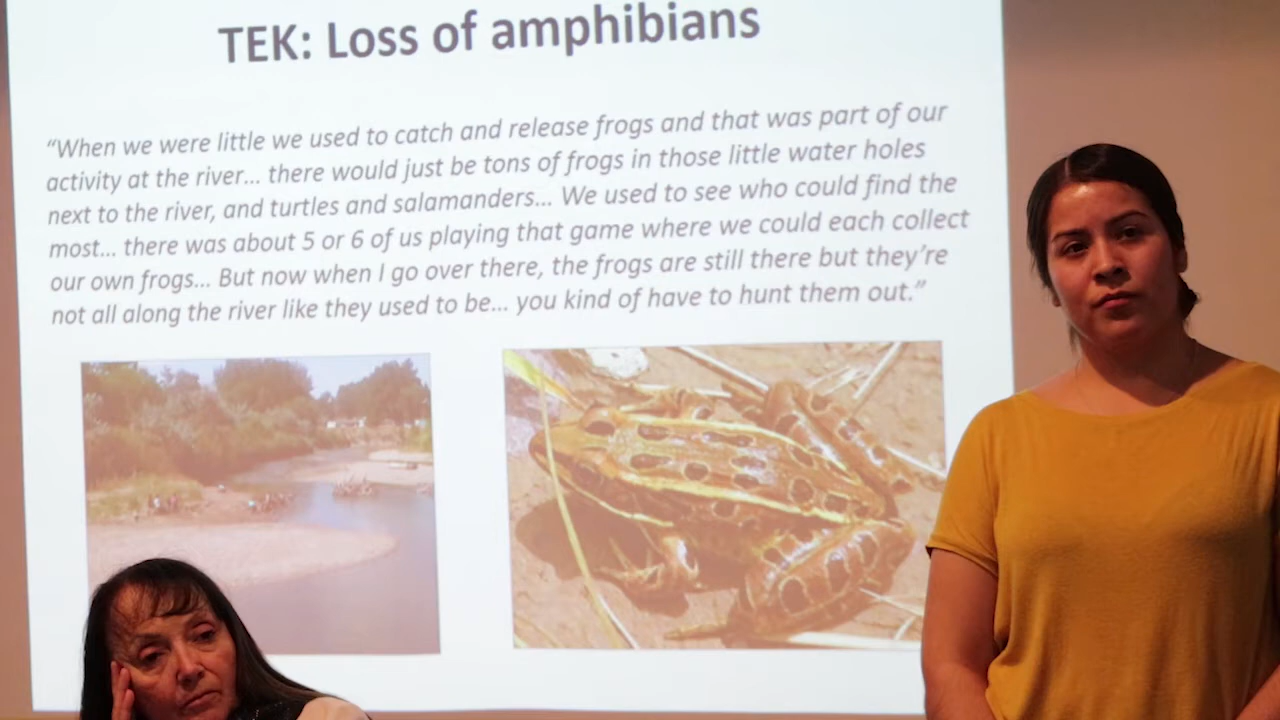 TEK: Loss of amphibians
“When we were little we used to catch and release frogs and that was part of our
activity at the river... there would just be tons of frogs in those little water holes
next to the river, and turtles and salamanders... We used to see who could find the
most... there was about 5 or 6 of us playing that game where we could each collect
our own frogs... But now when I go over there, the frogs are still there but they’re
not all along the river like they used to be... you kind of have to hunt them out.”